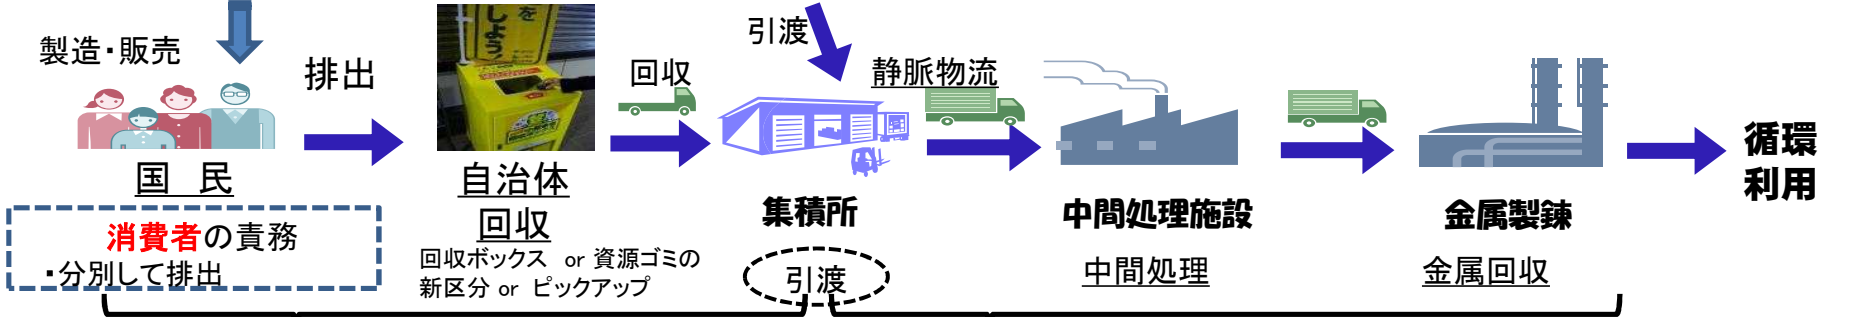 製造・販売
排出
を
しよう!
回収
引渡
静脈物流
国　民
自治体
回収
集積所
中間処理施設
金属製錬
循環
利用
消費者の責務
・分別して排出
回収ボックス　or 資源ゴミの
新区分 or ピックアップ
引渡
中間処理
金属回収